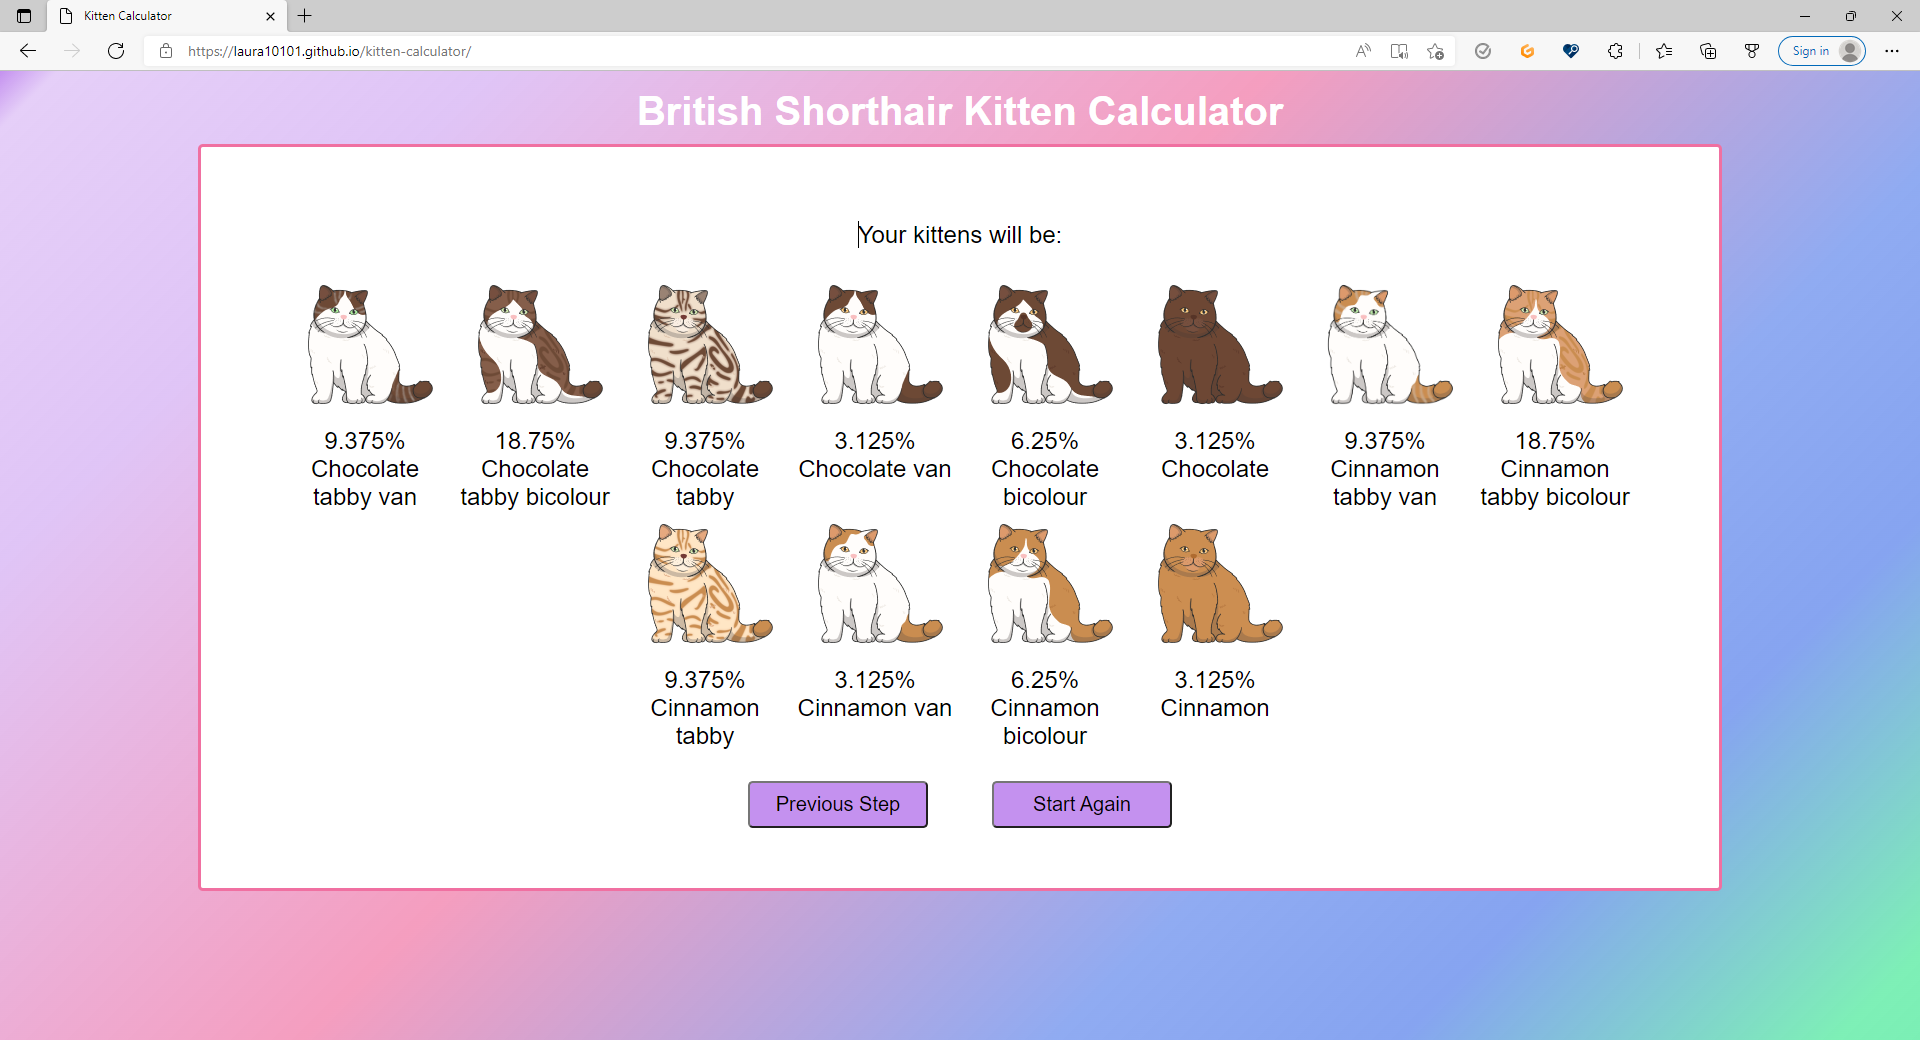 Kitten Calculator
https://laura10101.github.io/kitten-calculator/
Sign in
British Shorthair Kitten Calculator
Your kittens will be:
9.375%
Chocolate
tabby van
18.75%
Chocolate
tabby bicolour
9.375%
Chocolate
tabby
3.125%
Chocolate van
6.25%
Chocolate
bicolour
3.125%
Chocolate
9.375%
Cinnamon
tabby van
18.75%
Cinnamon
tabby bicolour
9.375%
Cinnamon
tabby
3.125%
Cinnamon van
6.25%
Cinnamon
bicolour
3.125%
Cinnamon
Previous Step
Start Again